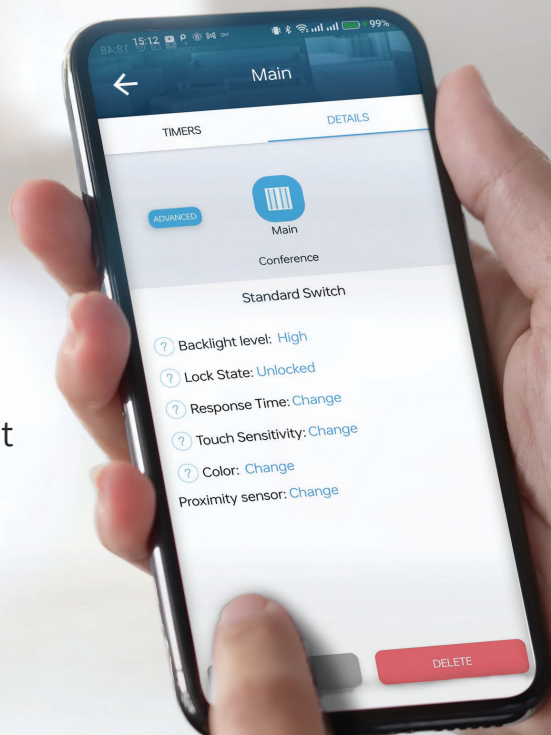 15:12
99%
Main
TIMERS
DETAILS
ADVANCED
Main
Conference
Standard Switch
? Backlight level: High
? Lock State: Unlocked
? Response Time: Change
t
? Touch Sensitivity: Change
? Color: Change
Proximity sensor: Change
DELETE